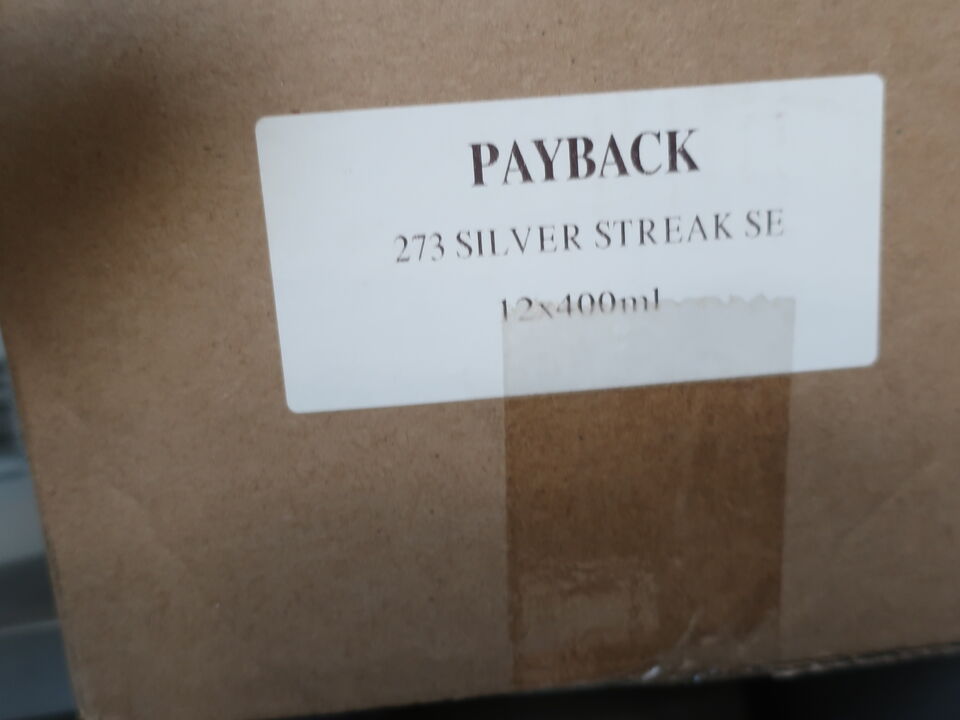 PAYBACK
273 SILVER STREAK SE
12x400ml